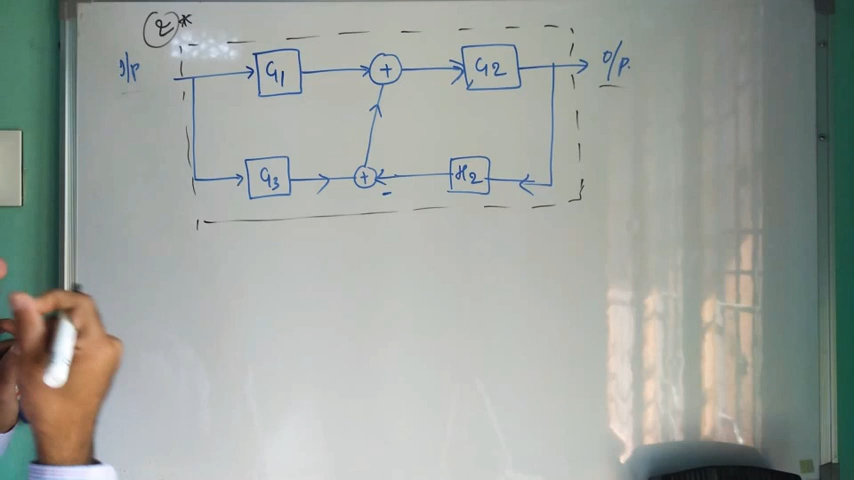 2*
I/p G1 + G2 O/p.
G3 + - H2